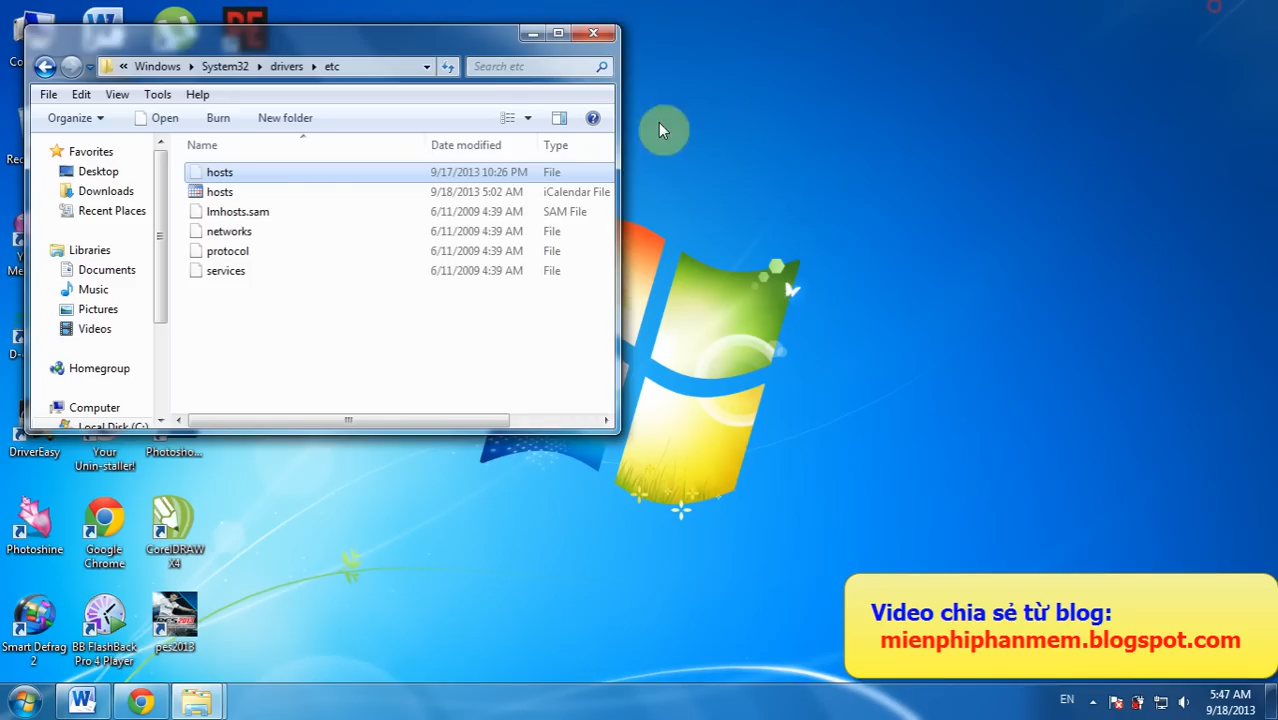 « Windows System32 drivers etc
Search etc
File Edit View Tools Help
Organize Open Burn New folder
Name Date modified Type
hosts 9/17/2013 10:26 PM File
hosts 9/18/2013 5:02 AM iCalendar File
lmhosts.sam 6/11/2009 4:39 AM SAM File
networks 6/11/2009 4:39 AM File
protocol 6/11/2009 4:39 AM File
services 6/11/2009 4:39 AM File
Favorites
Desktop
Downloads
Recent Places
Libraries
Documents
Music
Pictures
Videos
Homegroup
Computer
Local Disk (C:)
DriverEasy
Your
Unin-staller!
Photosho...
Photoshine
Google
Chrome
CorelDRAW
X4
Smart Defrag
2
BB FlashBack
Pro 4 Player
pes2013
Video chia sẻ từ blog:
mienphiphanmem.blogspot.com
EN
5:47 AM
9/18/2013